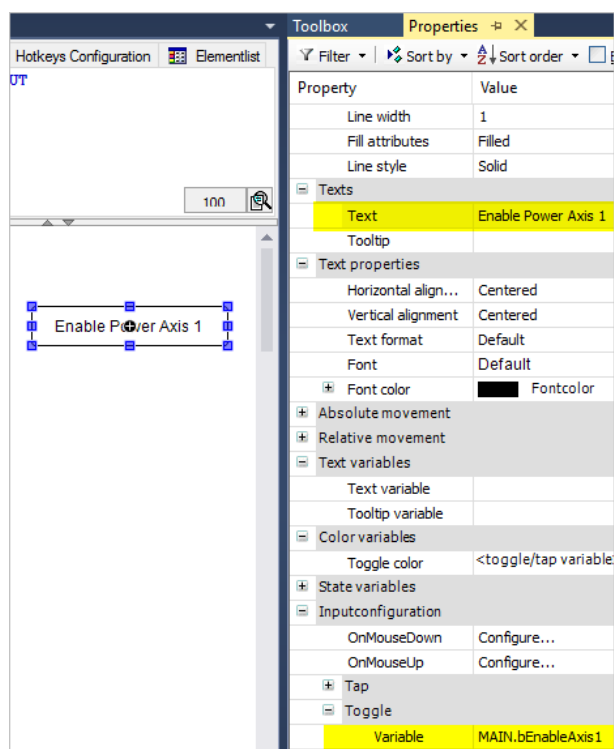 Toolbox Properties
Hotkeys Configuration Elementlist
Filter Sort by Sort order
UT
Property Value
Line width 1
Fill attributes Filled
Line style Solid
Texts
100
Text Enable Power Axis 1
Tooltip
Text properties
Horizontal align... Centered
Enable Power Axis 1
Vertical alignment Centered
Text format Default
Font Default
Font color Fontcolor
Absolute movement
Relative movement
Text variables
Text variable
Tooltip variable
Color variables
Toggle color <toggle/tap variable
State variables
Inputconfiguration
OnMouseDown Configure...
OnMouseUp Configure...
Tap
Toggle
Variable MAIN.bEnableAxis1